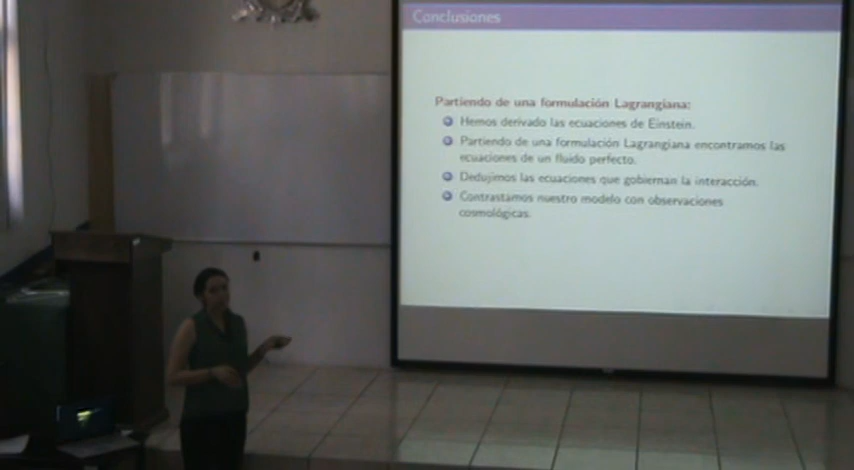 Conclusiones
Partiendo de una formulación Lagrangiana:
Hemos derivado las ecuaciones de Einstein.
Partiendo de una formulación Lagrangiana encontramos las
ecuaciones de un fluido perfecto.
Dedujimos las ecuaciones que gobiernan la interacción.
Contrastamos nuestro modelo con observaciones
cosmológicas.